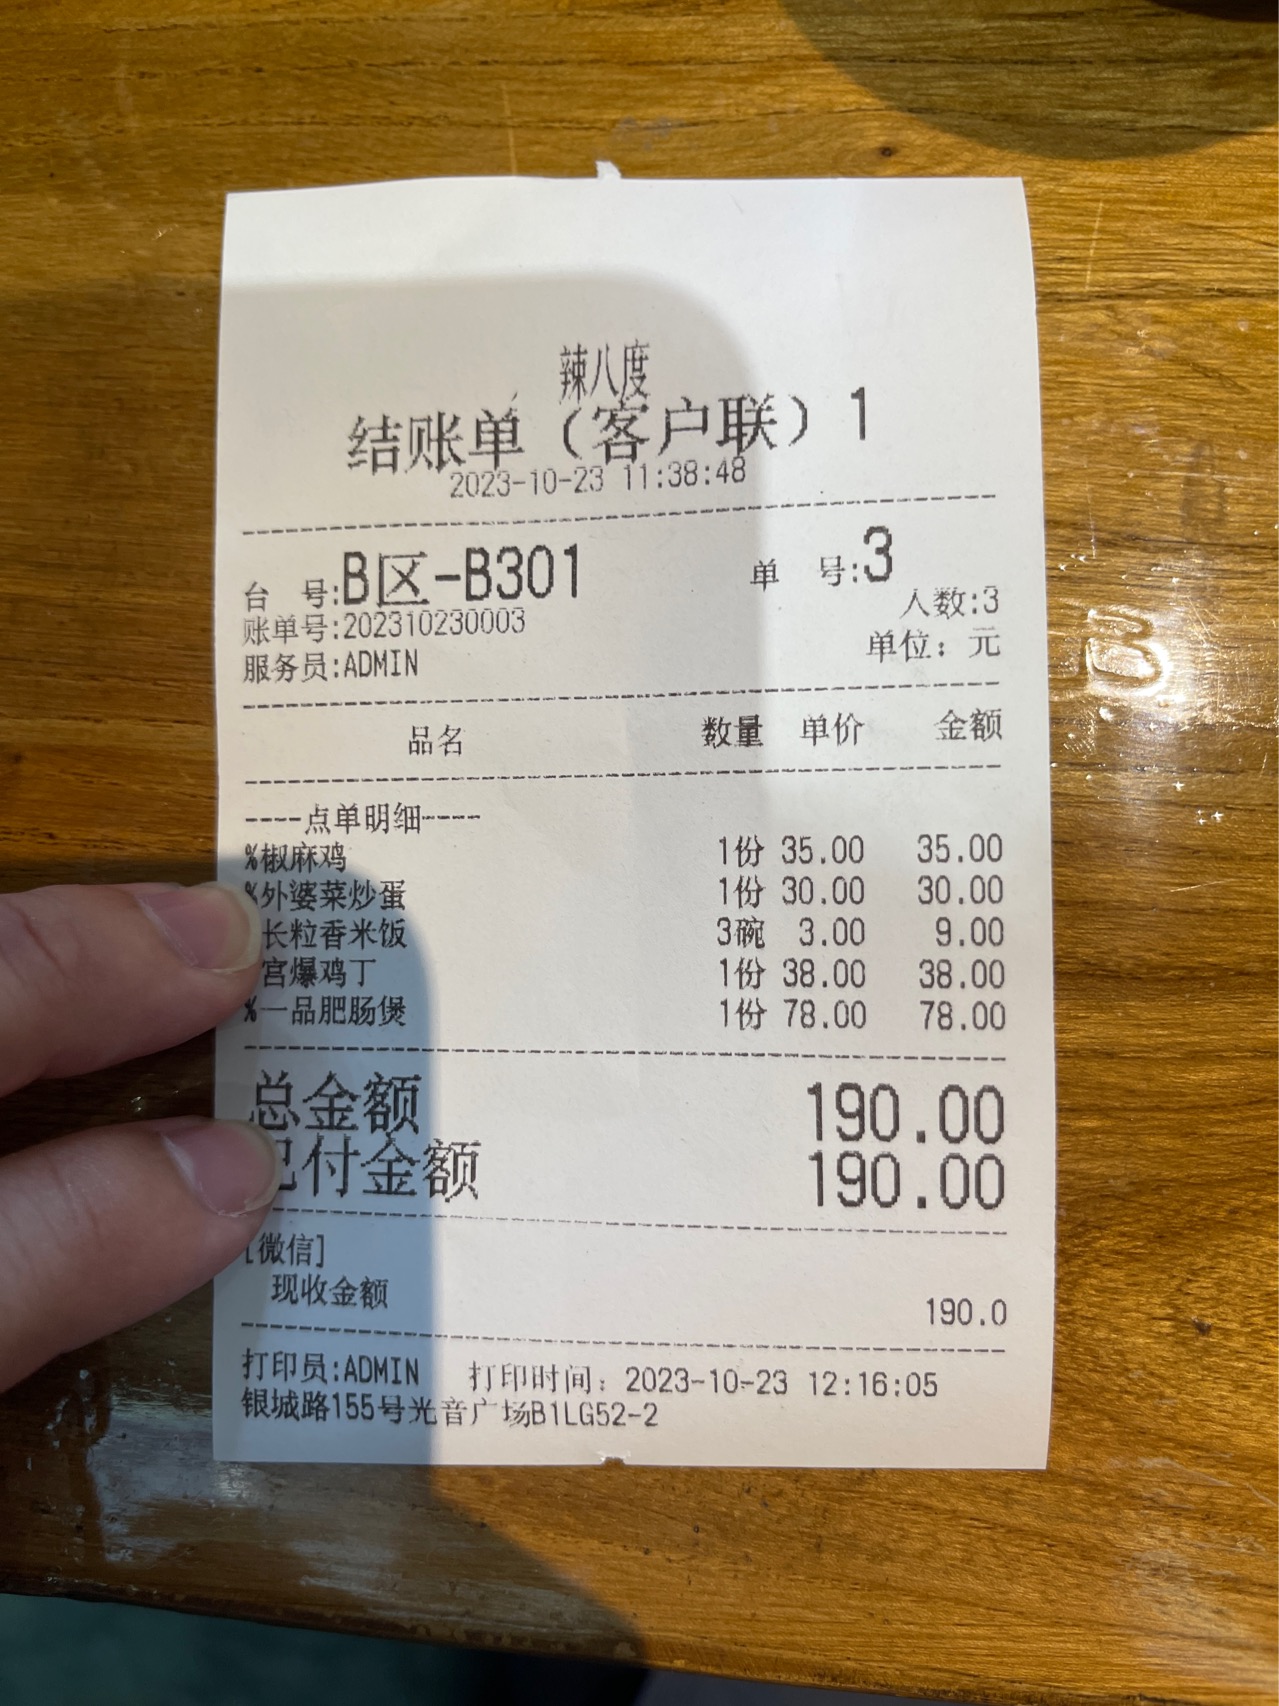 辣八度
结账单（客户联）1
2023-10-23 11:38:48
台 号:B区-B301 单 号:3
人数:3
账单号:202310230003
单位：元
服务员:ADMIN
品名 数量 单价 金额
----点单明细----
%椒麻鸡 1份 35.00 35.00
%外婆菜炒蛋 1份 30.00 30.00
长粒香米饭 3碗 3.00 9.00
宫爆鸡丁 1份 38.00 38.00
%一品肥肠煲 1份 78.00 78.00
总金额 190.00
已付金额 190.00
[微信]
现收金额 190.0
打印员:ADMIN 打印时间：2023-10-23 12:16:05
银城路155号光音广场B1LG52-2